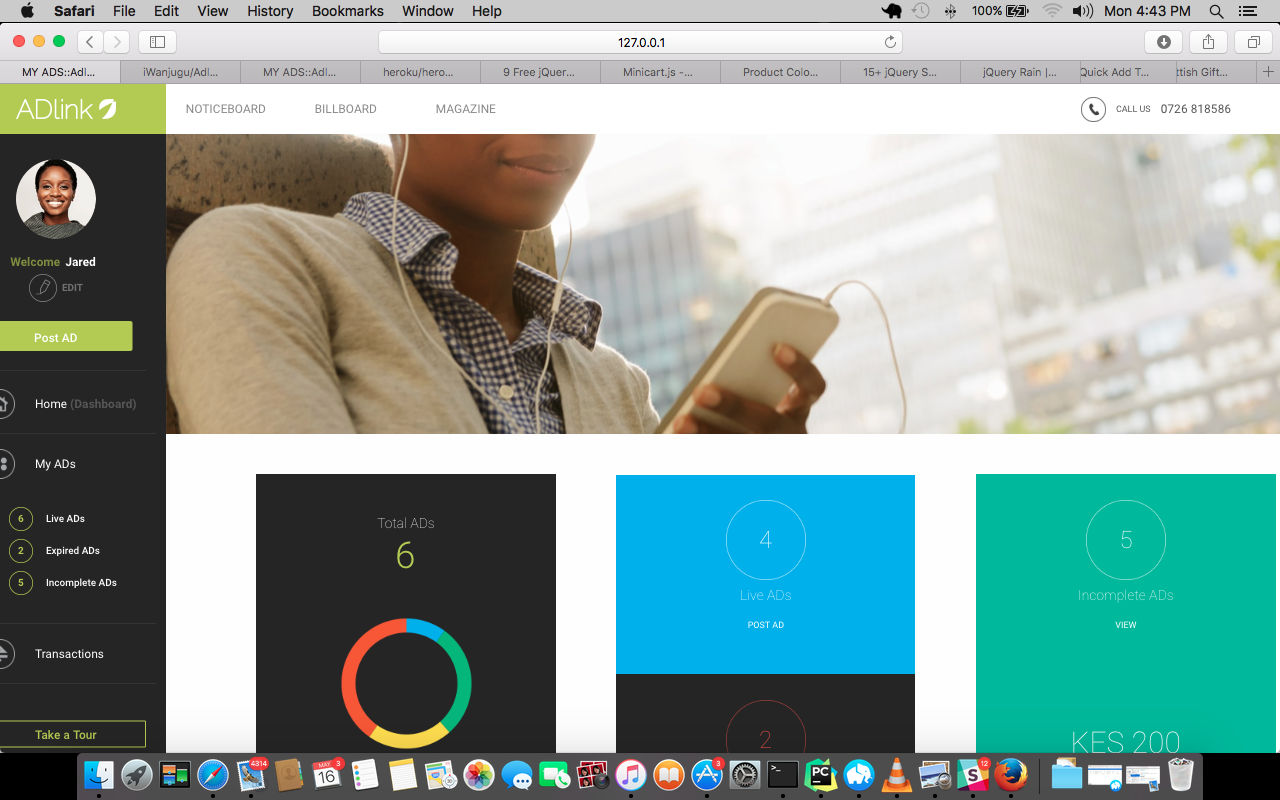 Safari File Edit View History Bookmarks Window Help 100% Mon 4:43 PM
127.0.0.1
MY ADS::Adl... iWanjugu/Adl... MY ADS::Adl... heroku/hero... 9 Free jQuer... Minicart.js -... Product Colo... 15+ jQuery S... jQuery Rain |... Quick Add T... ttish Gift...
ADlink NOTICEBOARD BILLBOARD MAGAZINE CALL US 0726 818586
Welcome Jared
EDIT
Post AD
Home (Dashboard)
My ADs
6 Live ADs
2 Expired ADs
5 Incomplete ADs
Transactions
Take a Tour
Total ADs
6
4
Live ADs
POST AD
2
5
Incomplete ADs
VIEW
KES 200
4314
MAY 3
16
3
>_
PC
S 12